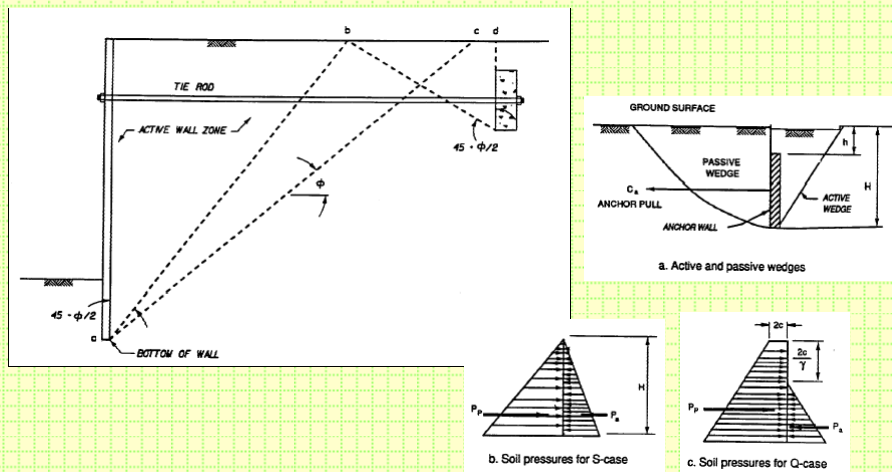 b c d
TIE ROD
ACTIVE WALL ZONE
45 - ϕ/2
ϕ
45 - ϕ/2
a
BOTTOM OF WALL
GROUND SURFACE
h
PASSIVE
WEDGE
H
Ca
ANCHOR PULL
ACTIVE
WEDGE
ANCHOR WALL
a. Active and passive wedges
H
Pp
Pa
b. Soil pressures for S-case
2c
2c
γ
Pp
Pa
c. Soil pressures for Q-case